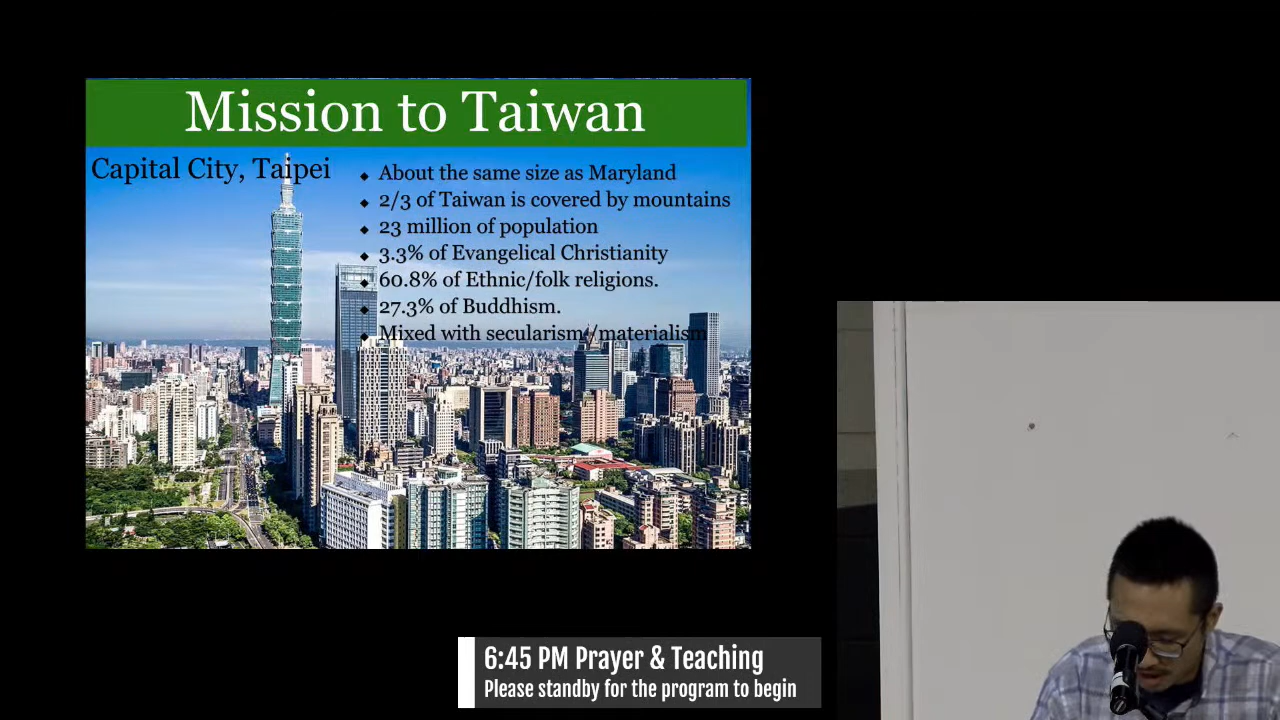 Mission to Taiwan
Capital City, Taipei
About the same size as Maryland
2/3 of Taiwan is covered by mountains
23 million of population
3.3% of Evangelical Christianity
60.8% of Ethnic/folk religions.
27.3% of Buddhism.
Mixed with secularism/materialism
6:45 PM Prayer & Teaching
Please standby for the program to begin